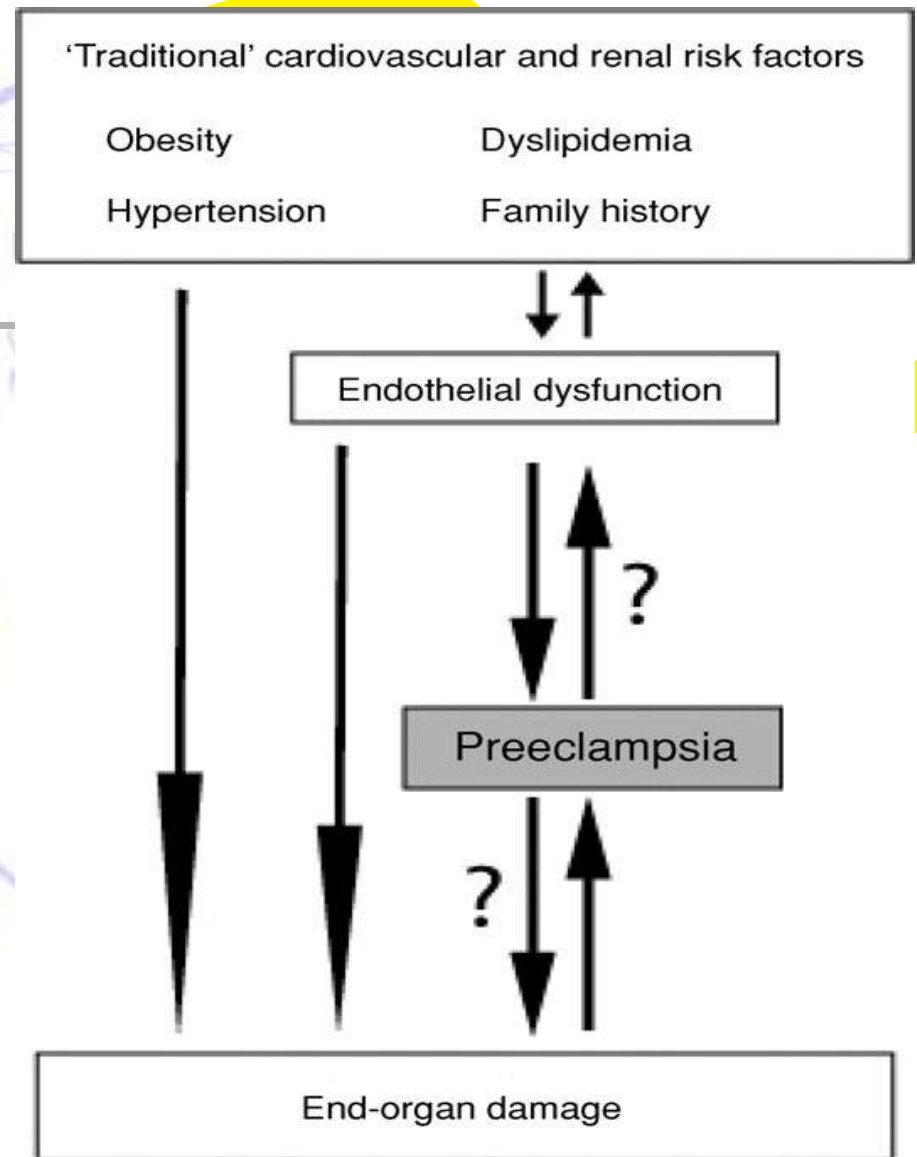 ‘Traditional’ cardiovascular and renal risk factors
Obesity Dyslipidemia
Hypertension Family history
Endothelial dysfunction
?
Preeclampsia
?
End-organ damage